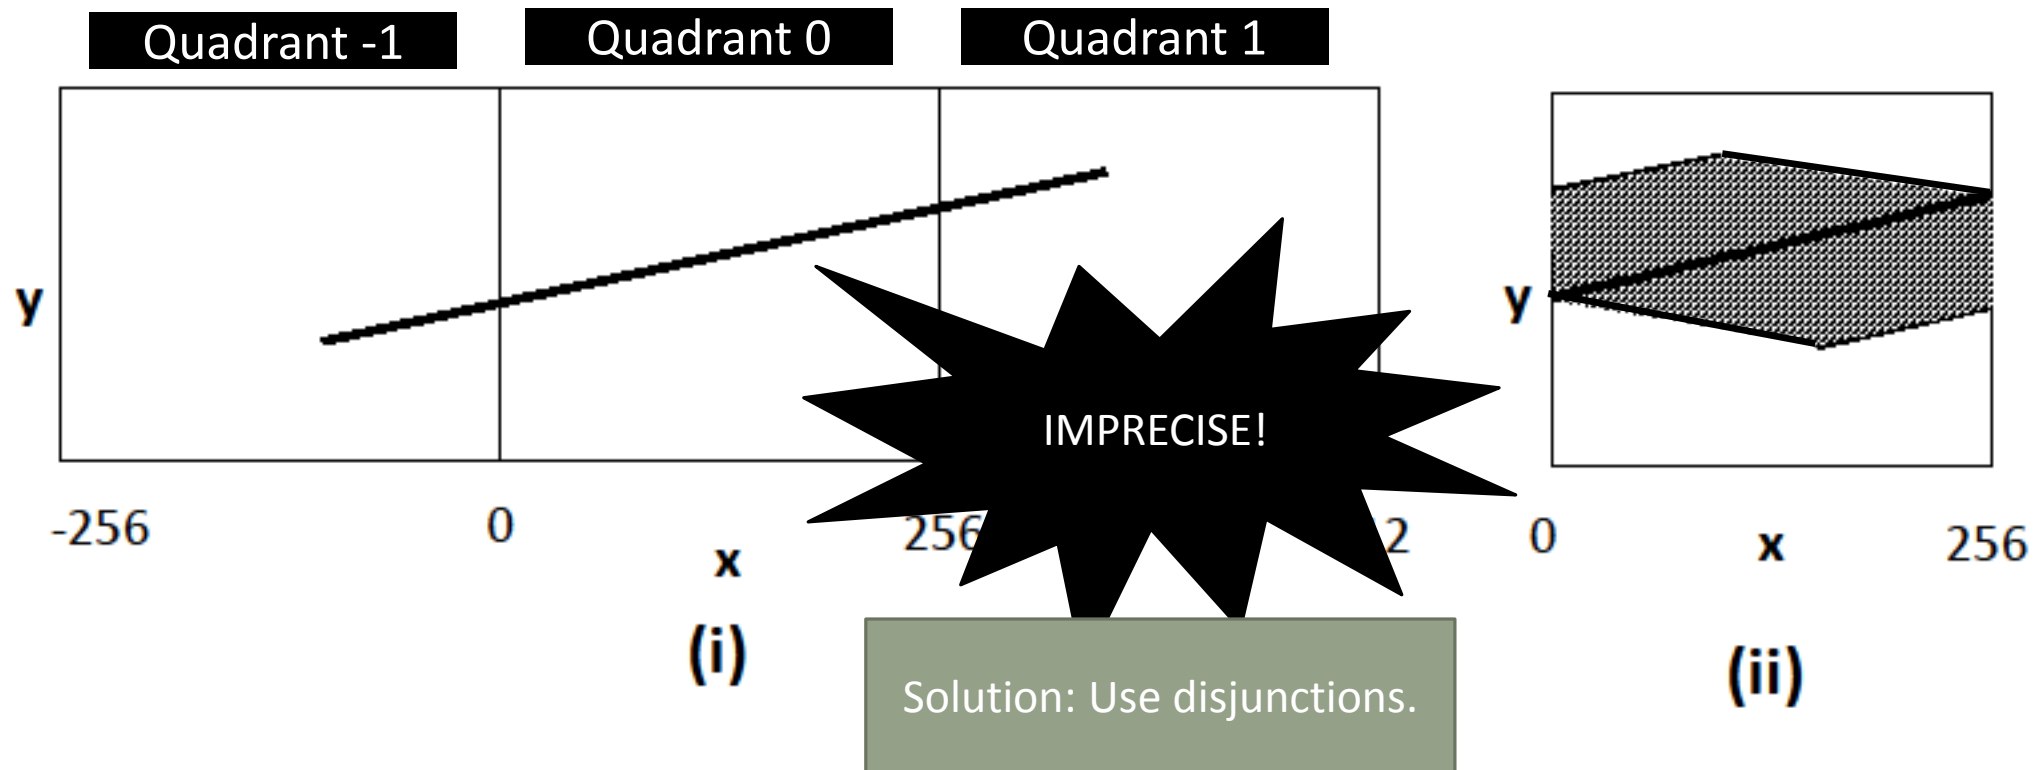 Quadrant -1
Quadrant 0
Quadrant 1
y
-256
0
256
2
x
(i)
IMPRECISE!
Solution: Use disjunctions.
y
0
x
256
(ii)